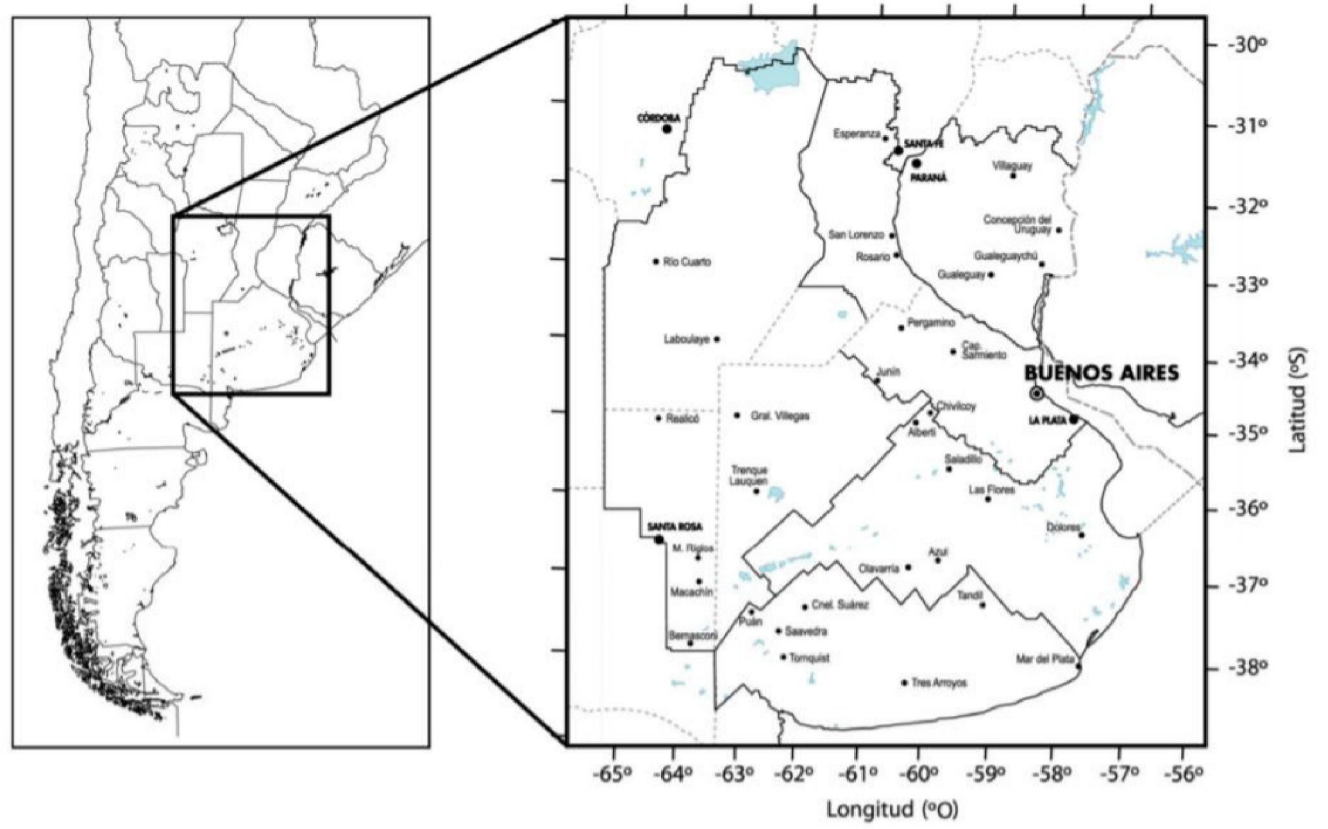 -30º
CÓRDOBA
-31º
Esperanza
SANTA FE
PARANÁ
Villaguay
-32º
Concepción del
Uruguay
San Lorenzo
Rosario
Gualeguaychú
Gualeguay
Río Cuarto
-33º
Pergamino
Laboulaye
Cap.
Sarmiento
-34º
Junín
BUENOS AIRES
Latitud (ºS)
Realicó
Gral. Villegas
Chivilcoy
LA PLATA
Alberti
-35º
Trenque
Lauquen
Saladillo
Las Flores
-36º
SANTA ROSA
Dolores
M. Riglos
Azul
Olavarría
Macachín
-37º
Cnel. Suárez
Tandil
Puán
Bernasconi
Saavedra
Tornquist
Mar del Plata
-38º
Tres Arroyos
-65º -64º -63º -62º -61º -60º -59º -58º -57º -56º
Longitud (ºO)